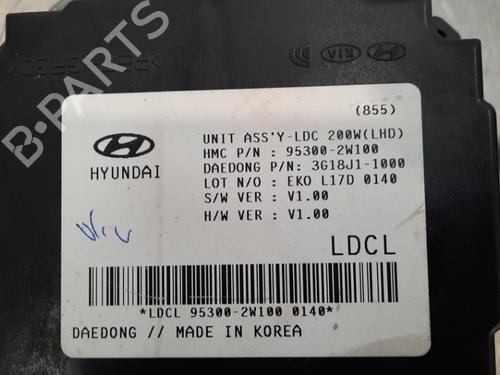 KIA
(855)
UNIT ASS'Y-LDC 200W(LHD)
HMC P/N : 95300-2W100
DAEDONG P/N: 3G18J1-1000
LOT N/O : EKO L17D 0140
S/W VER : V1.00
H/W VER : V1.00
HYUNDAI
LDCL
*LDCL 95300-2W100 0140*
DAEDONG // MADE IN KOREA